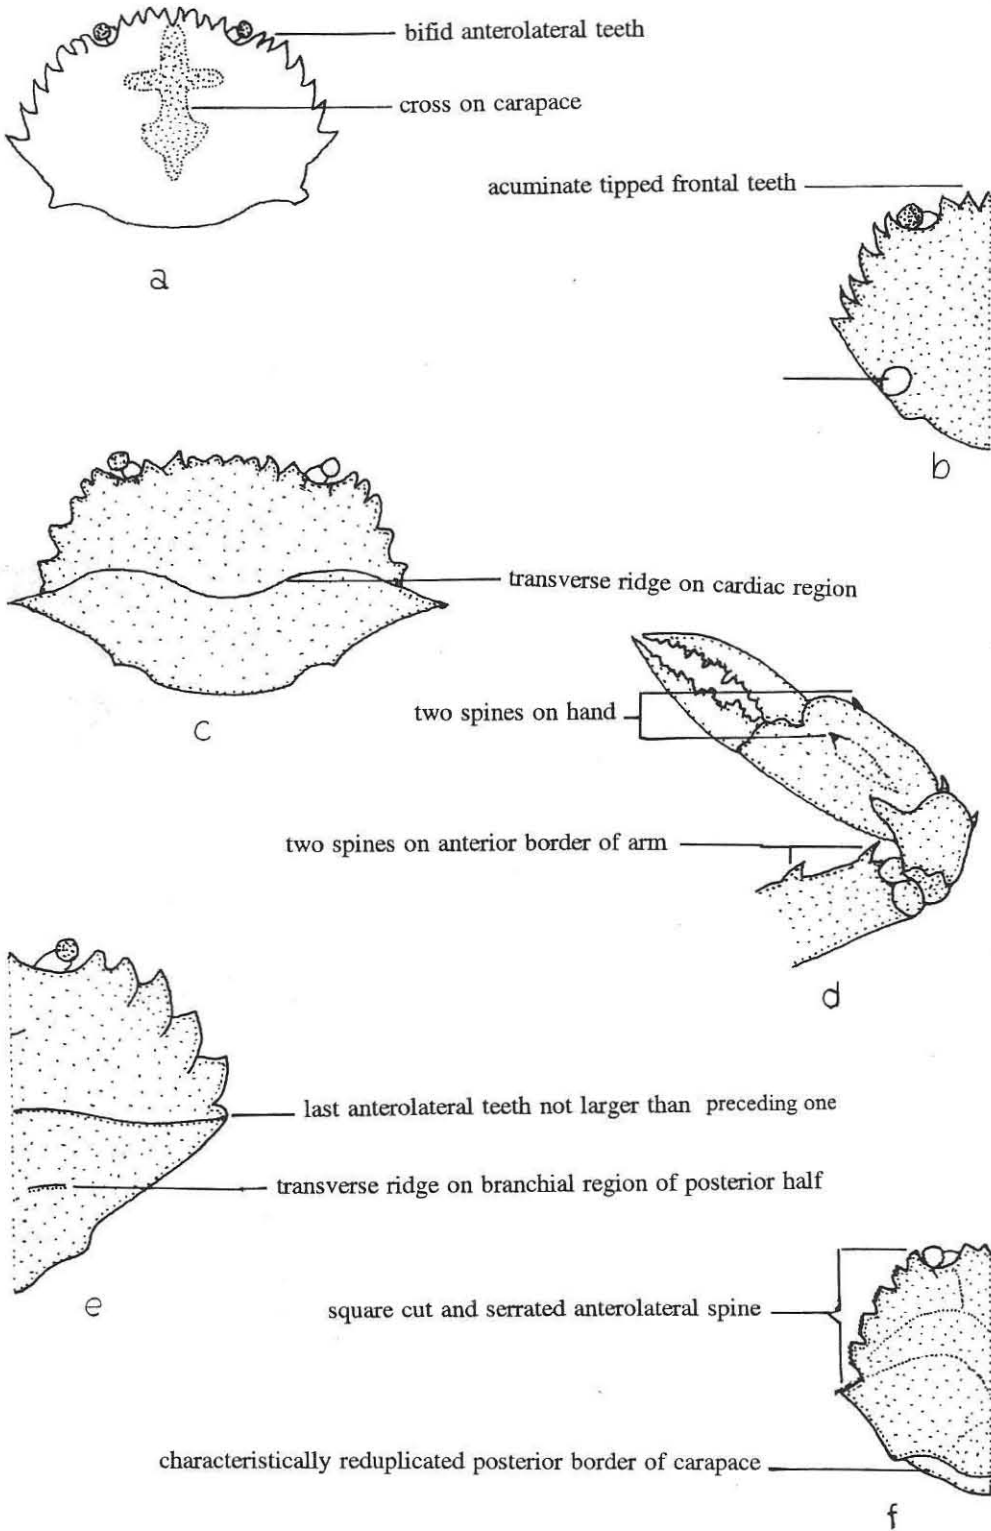 bifid anterolateral teeth
cross on carapace
acuminate tipped frontal teeth
a
b
transverse ridge on cardiac region
c
two spines on hand
two spines on anterior border of arm
d
last anterolateral teeth not larger than preceding one
transverse ridge on branchial region of posterior half
e
square cut and serrated anterolateral spine
characteristically reduplicated posterior border of carapace
f